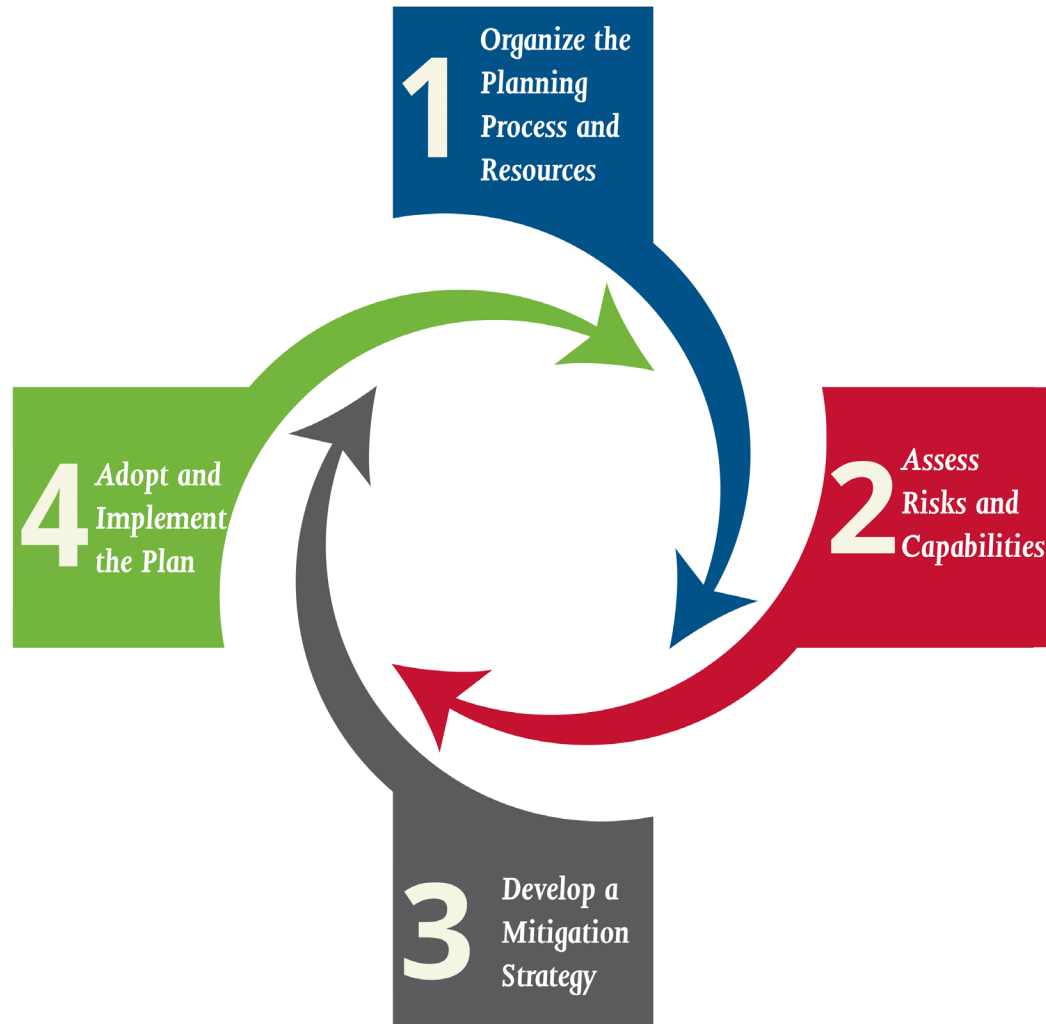 1
Organize the
Planning
Process and
Resources
2
Assess
Risks and
Capabilities
3
Develop a
Mitigation
Strategy
4
Adopt and
Implement
the Plan